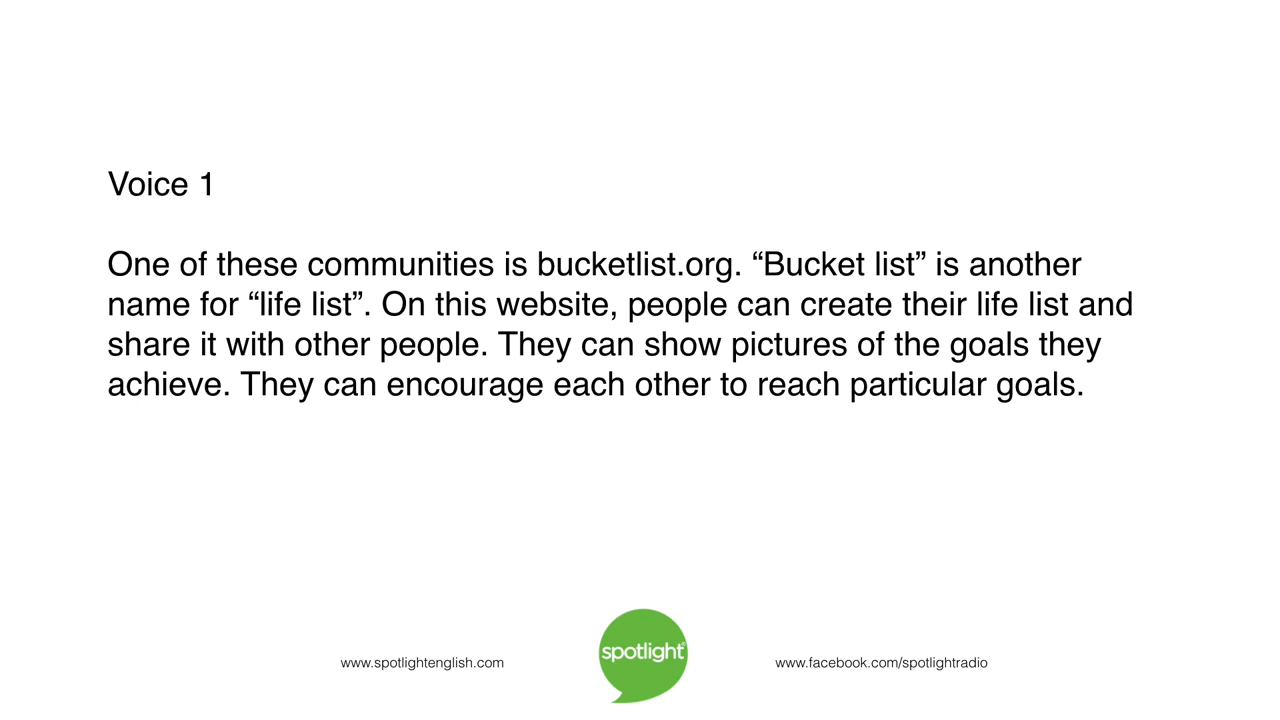 Voice 1
One of these communities is bucketlist.org. “Bucket list” is another
name for “life list”. On this website, people can create their life list and
share it with other people. They can show pictures of the goals they
achieve. They can encourage each other to reach particular goals.
www.spotlightenglish.com
spotlight
www.facebook.com/spotlightradio